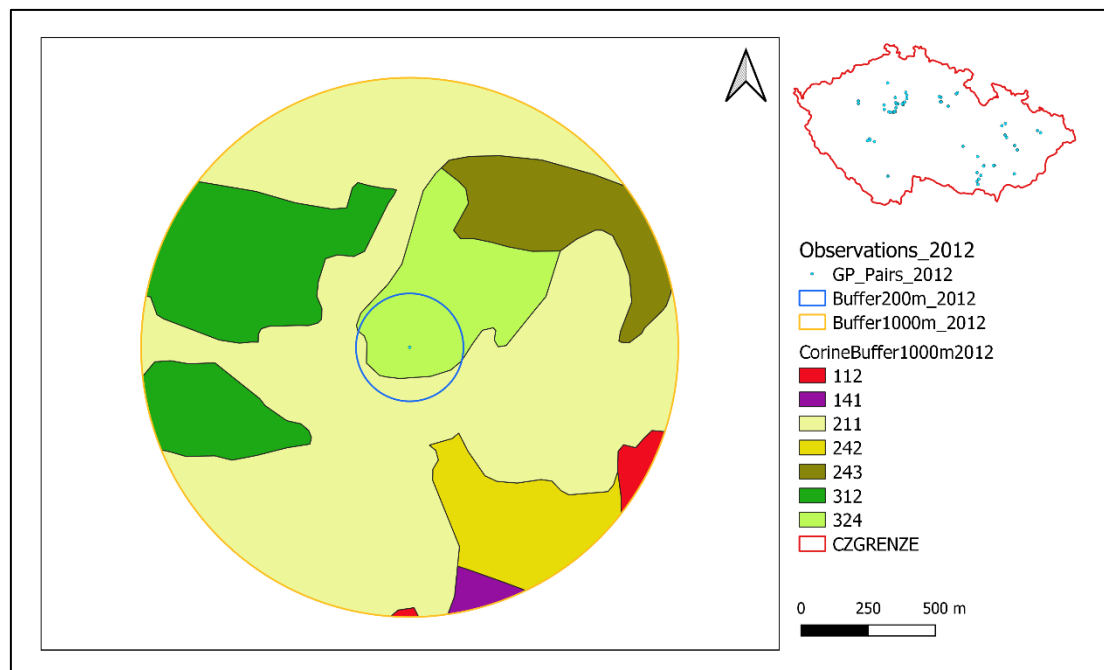 Observations_2012
GP_Pairs_2012
Buffer200m_2012
Buffer1000m_2012
CorineBuffer1000m2012
112
141
211
242
243
312
324
CZGRENZE
0 250 500 m